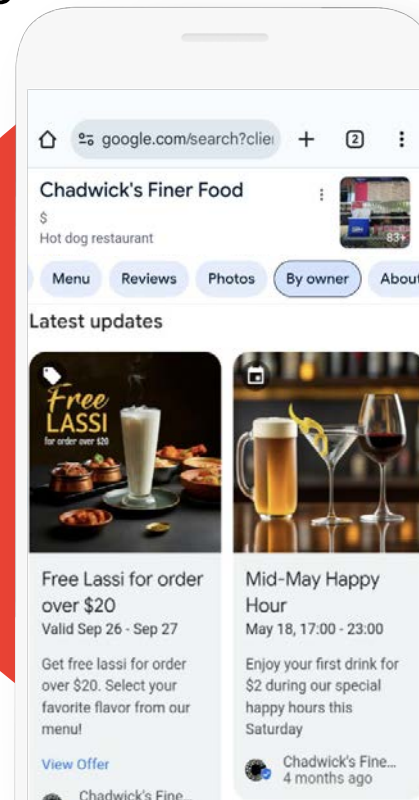 google.com/search?clie
2
Chadwick's Finer Food
$
Hot dog restaurant
83+
Menu
Reviews
Photos
By owner
About
Latest updates
Free
LASSI
for order over $20
Free Lassi for order
over $20
Valid Sep 26 - Sep 27
Get free lassi for order
over $20. Select your
favorite flavor from our
menu!
View Offer
Chadwick's Fine...
Mid-May Happy
Hour
May 18, 17:00 - 23:00
Enjoy your first drink for
$2 during our special
happy hours this
Saturday
Chadwick's Fine...
4 months ago